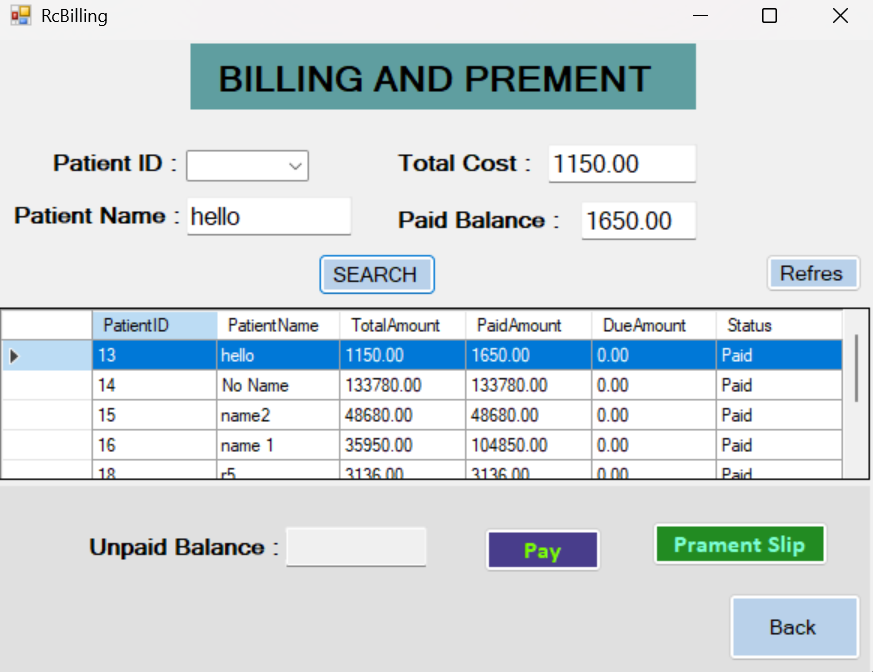 RcBilling
BILLING AND PREMENT
Patient ID :
Total Cost : 1150.00
Patient Name : hello
Paid Balance : 1650.00
SEARCH
Refres
PatientID PatientName TotalAmount PaidAmount DueAmount Status
13 hello 1150.00 1650.00 0.00 Paid
14 No Name 133780.00 133780.00 0.00 Paid
15 name2 48680.00 48680.00 0.00 Paid
16 name 1 35950.00 104850.00 0.00 Paid
18 r5 3136.00 3136.00 0.00 Paid
Unpaid Balance :
Pay
Prament Slip
Back